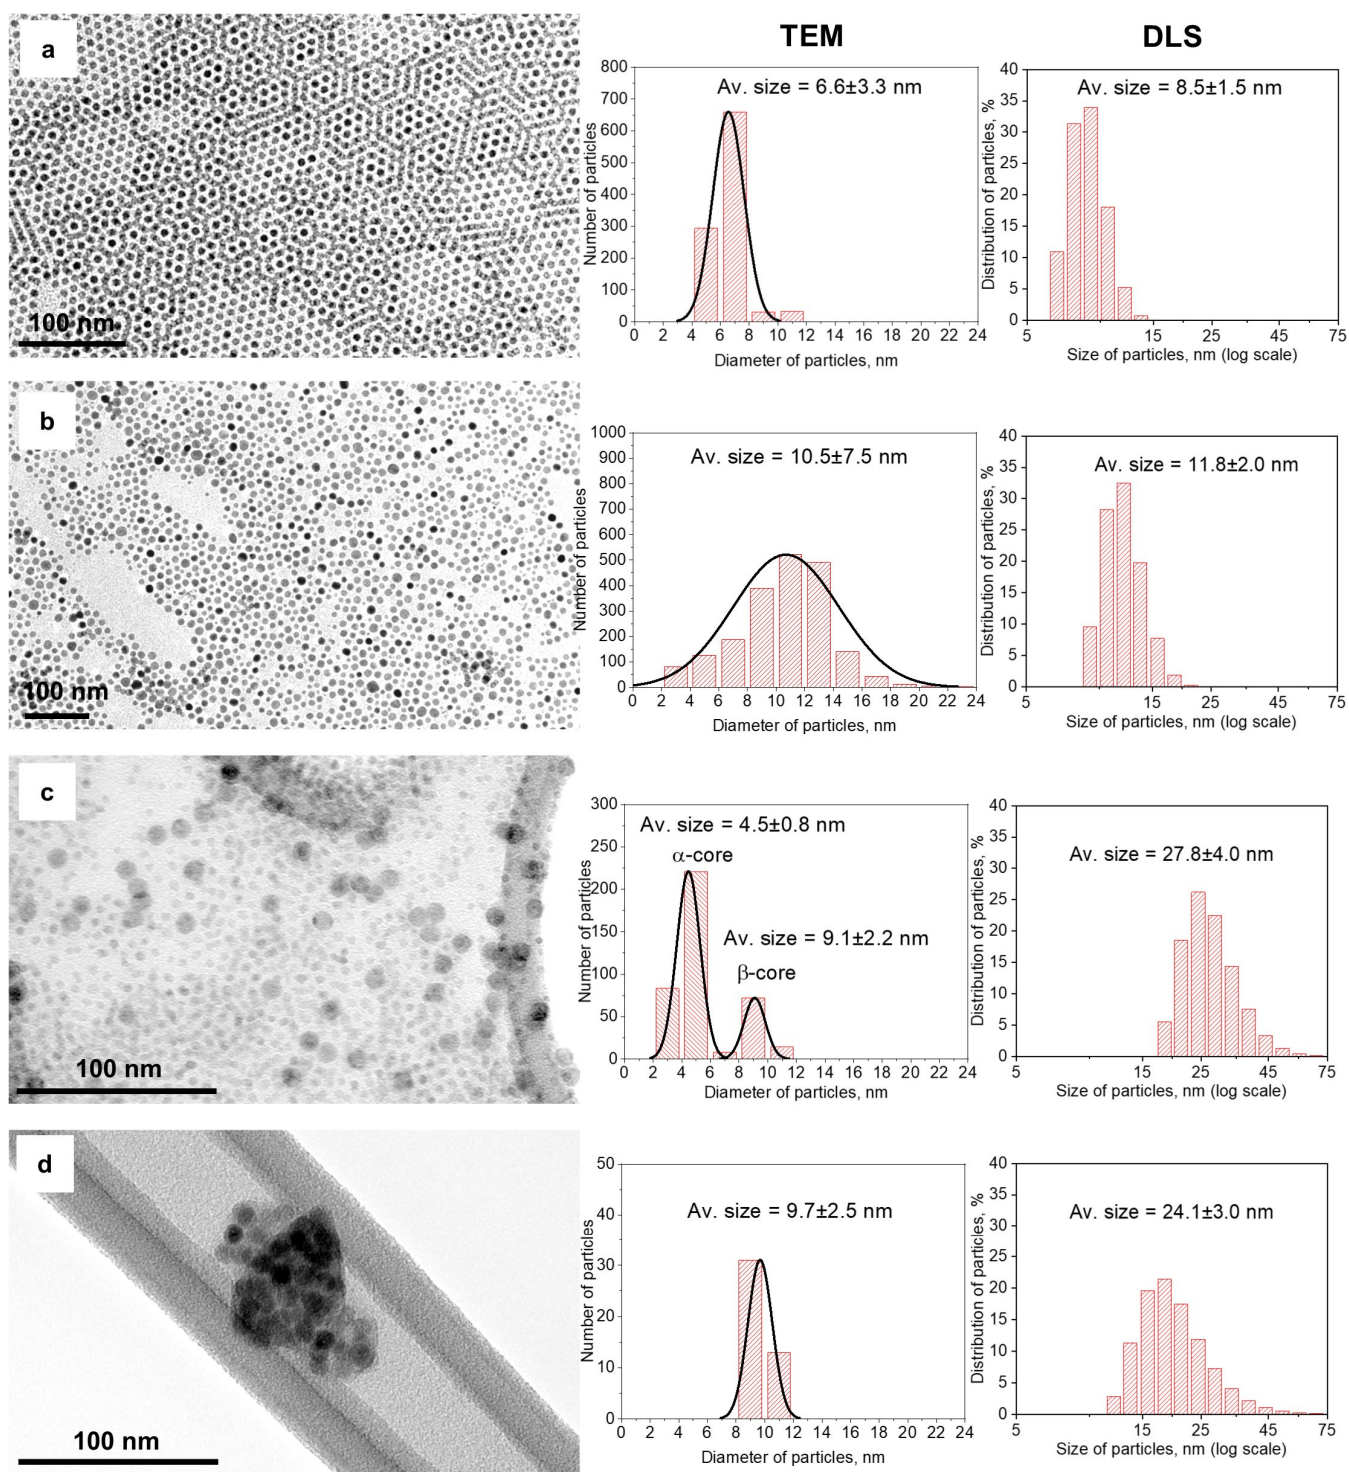 TEM
DLS
a
100 nm
Av. size = 6.6±3.3 nm
Number of particles
800
700
600
500
400
300
200
100
0
0 2 4 6 8 10 12 14 16 18 20 22 24
Diameter of particles, nm
Av. size = 8.5±1.5 nm
Distribution of particles, %
40
35
30
25
20
15
10
5
0
5 15 25 45 75
Size of particles, nm (log scale)
b
100 nm
Av. size = 10.5±7.5 nm
Number of particles
1000
900
800
700
600
500
400
300
200
100
0
0 2 4 6 8 10 12 14 16 18 20 22 24
Diameter of particles, nm
Av. size = 11.8±2.0 nm
Distribution of particles, %
40
35
30
25
20
15
10
5
0
5 15 25 45 75
Size of particles, nm (log scale)
c
100 nm
Av. size = 4.5±0.8 nm
α-core
Av. size = 9.1±2.2 nm
β-core
Number of particles
300
250
200
150
100
50
0
0 2 4 6 8 10 12 14 16 18 20 22 24
Diameter of particles, nm
Av. size = 27.8±4.0 nm
Distribution of particles, %
40
35
30
25
20
15
10
5
0
5 15 25 45 75
Size of particles, nm (log scale)
d
100 nm
Av. size = 9.7±2.5 nm
Number of particles
50
40
30
20
10
0
0 2 4 6 8 10 12 14 16 18 20 22 24
Diameter of particles, nm
Av. size = 24.1±3.0 nm
Distribution of particles, %
40
35
30
25
20
15
10
5
0
5 15 25 45 75
Size of particles, nm (log scale)